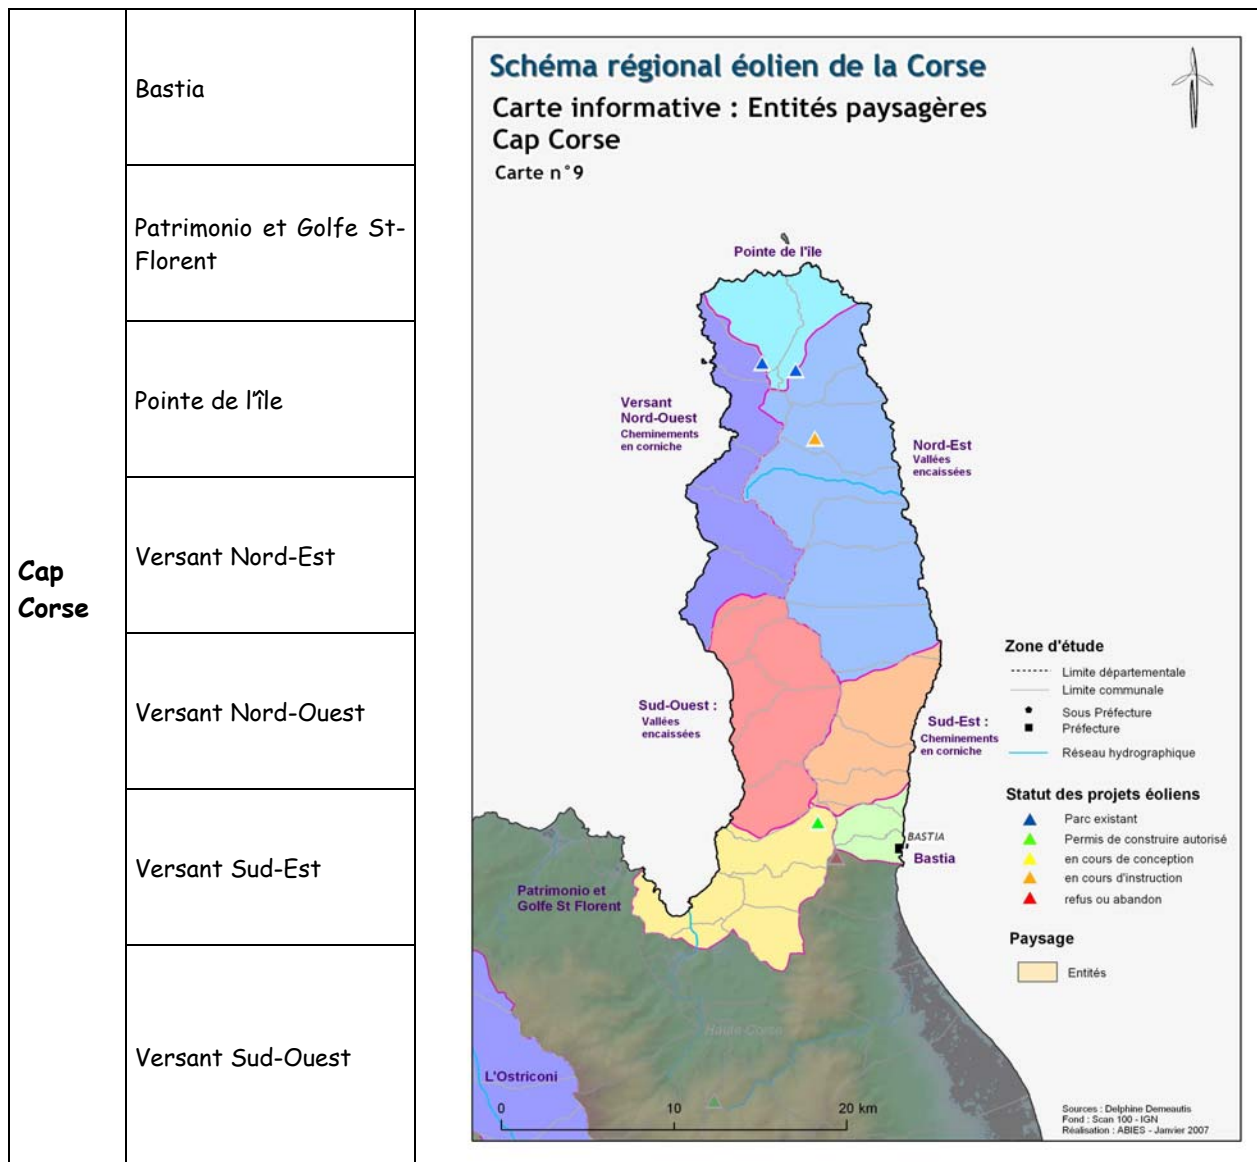 Cap
Corse
Bastia
Patrimonio et Golfe St-
Florent
Pointe de l'île
Versant Nord-Est
Versant Nord-Ouest
Versant Sud-Est
Versant Sud-Ouest
Schéma régional éolien de la Corse
Carte informative : Entités paysagères
Cap Corse
Carte n°9
Pointe de l'île
Versant
Nord-Ouest
Cheminements
en corniche
Nord-Est
Vallées
encaissées
Sud-Ouest :
Vallées
encaissées
Sud-Est :
Cheminements
en corniche
BASTIA
Bastia
Patrimonio et
Golfe St Florent
Haute-Corse
L'Ostriconi
0 10 20 km
Zone d'étude
Limite départementale
Limite communale
Sous Préfecture
Préfecture
Réseau hydrographique
Statut des projets éoliens
Parc existant
Permis de construire autorisé
en cours de conception
en cours d'instruction
refus ou abandon
Paysage
Entités
Sources : Delphine Demeautis
Fond : Scan 100 - IGN
Réalisation : ABIES - Janvier 2007